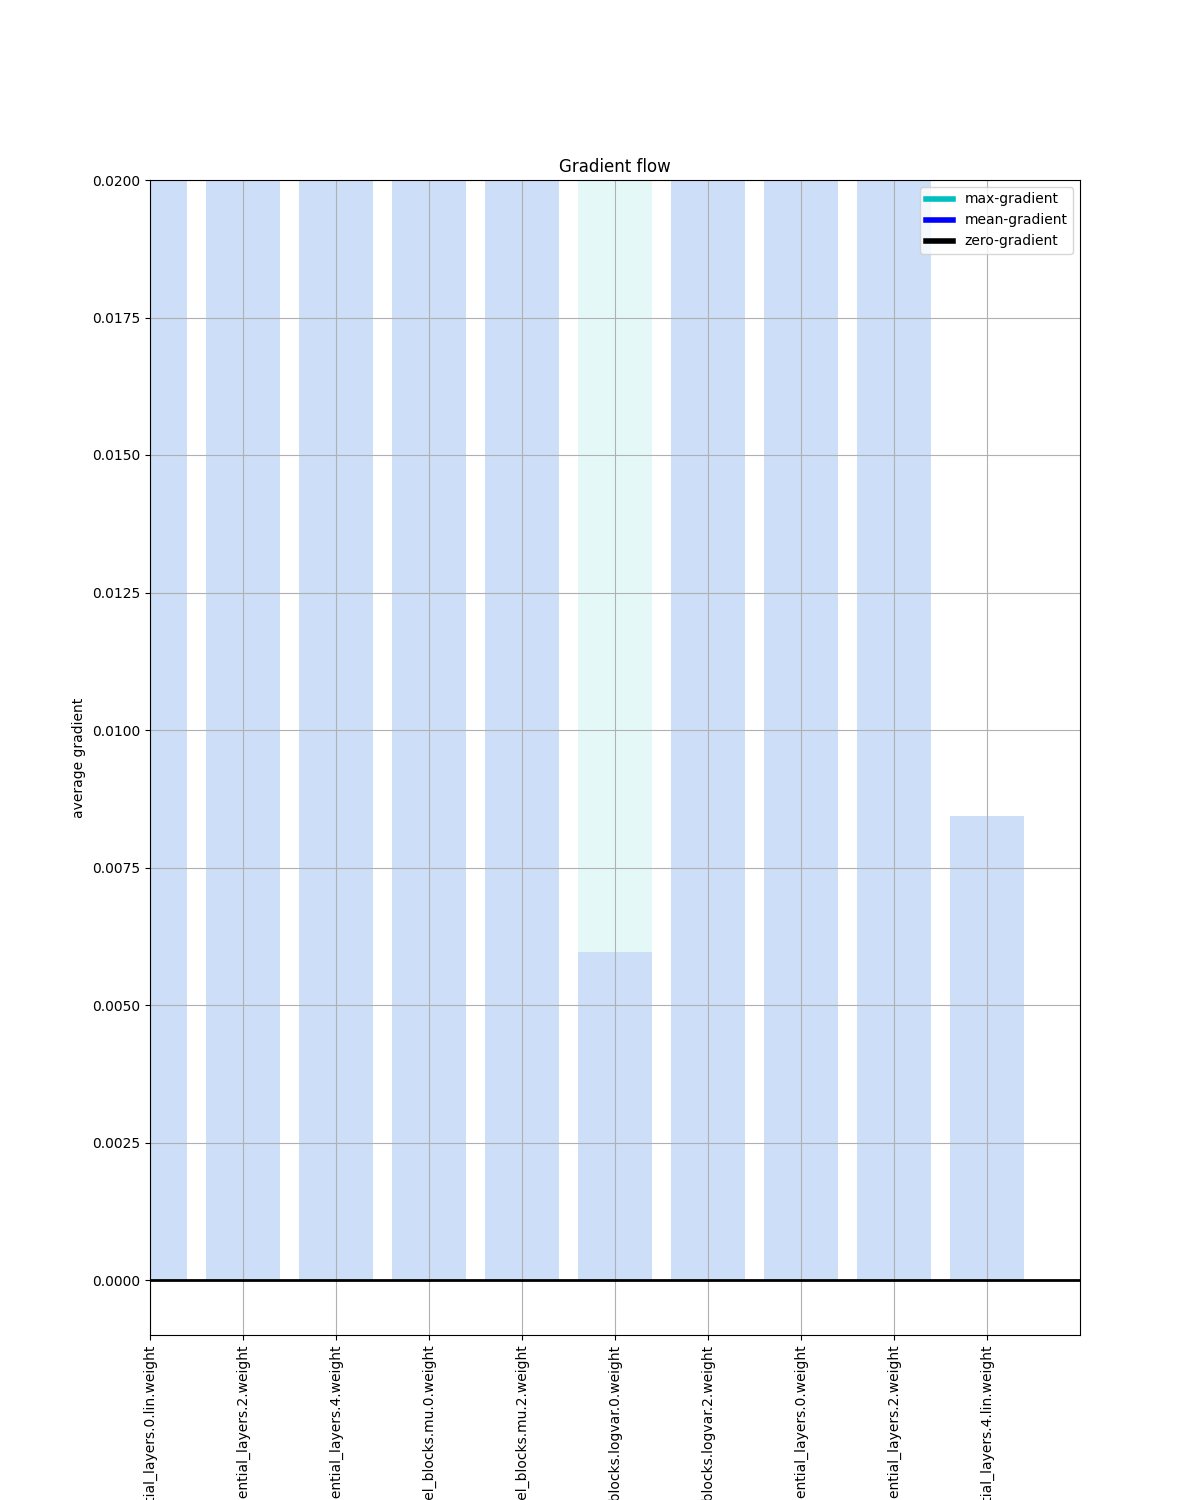 Gradient flow
max-gradient
mean-gradient
zero-gradient
0.0200
0.0175
0.0150
0.0125
0.0100
0.0075
0.0050
0.0025
0.0000
average gradient
tial_layers.0.lin.weight
ential_layers.2.weight
ential_layers.4.weight
el_blocks.mu.0.weight
el_blocks.mu.2.weight
blocks.logvar.0.weight
blocks.logvar.2.weight
ential_layers.0.weight
ential_layers.2.weight
tial_layers.4.lin.weight